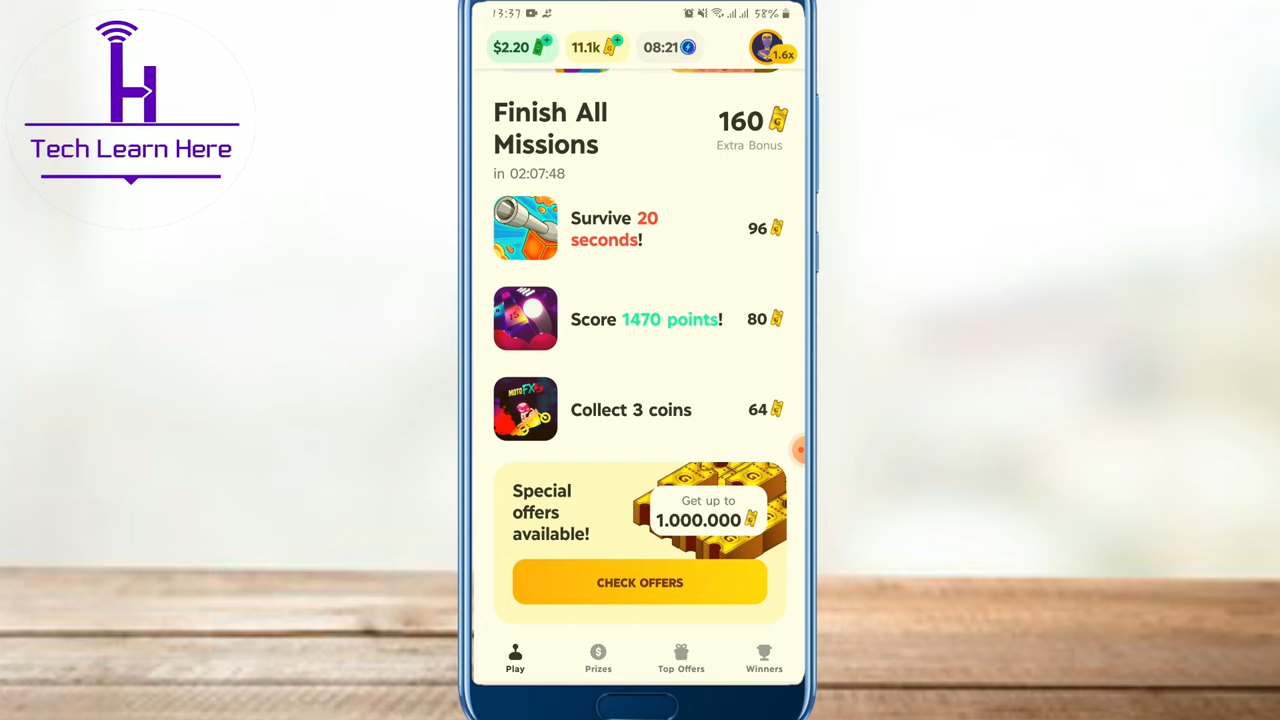 13:37
58%
$2.20
11.1k
08:21
1.6x
Tech Learn Here
Finish All
Missions
in 02:07:48
160
Extra Bonus
Survive 20
seconds!
96
Score 1470 points!
80
MOTO FX
Collect 3 coins
64
Special
offers
available!
Get up to
1.000.000
CHECK OFFERS
Play
Prizes
Top Offers
Winners